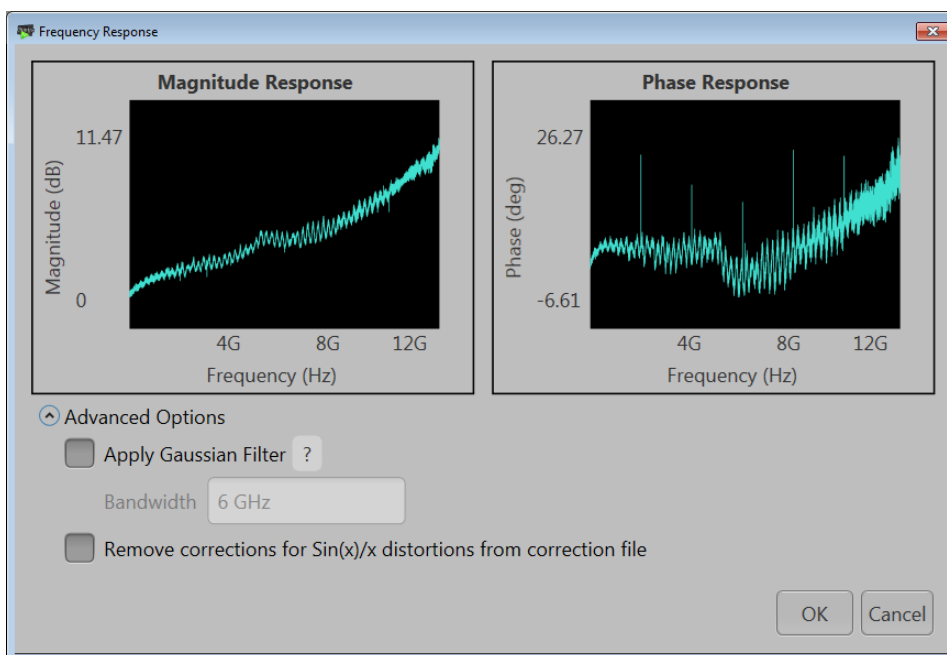 Frequency Response
Magnitude Response
11.47
Magnitude (dB)
0
4G 8G 12G
Frequency (Hz)
Phase Response
26.27
Phase (deg)
-6.61
4G 8G 12G
Frequency (Hz)
Advanced Options
Apply Gaussian Filter ?
Bandwidth 6 GHz
Remove corrections for Sin(x)/x distortions from correction file
OK Cancel